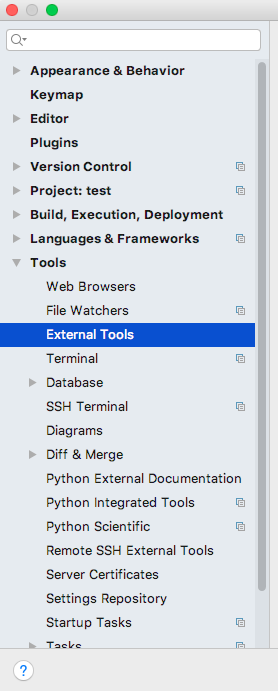 Appearance & Behavior
Keymap
Editor
Plugins
Version Control
Project: test
Build, Execution, Deployment
Languages & Frameworks
Tools
Web Browsers
File Watchers
External Tools
Terminal
Database
SSH Terminal
Diagrams
Diff & Merge
Python External Documentation
Python Integrated Tools
Python Scientific
Remote SSH External Tools
Server Certificates
Settings Repository
Startup Tasks
Tasks
?